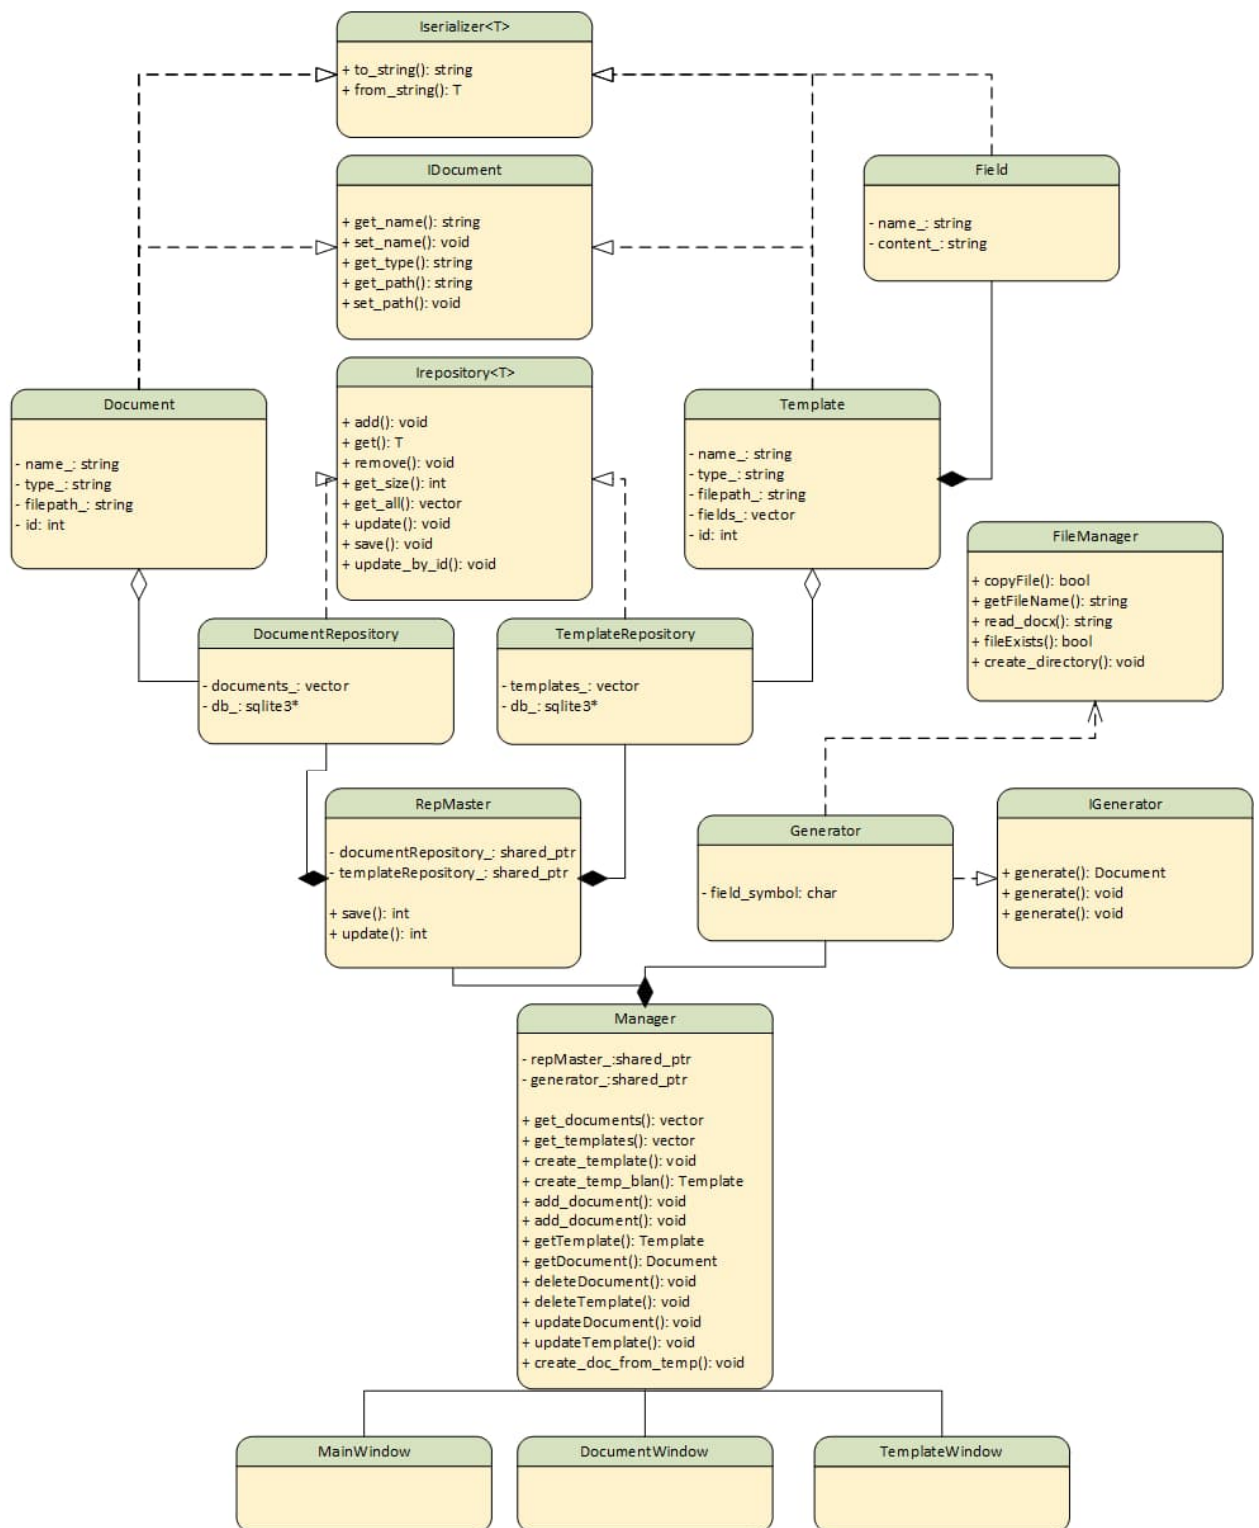 Iserializer<T>
+ to_string(): string
+ from_string(): T
IDocument
+ get_name(): string
+ set_name(): void
+ get_type(): string
+ get_path(): string
+ set_path(): void
Field
- name_: string
- content_: string
Irepository<T>
+ add(): void
+ get(): T
+ remove(): void
+ get_size(): int
+ get_all(): vector
+ update(): void
+ save(): void
+ update_by_id(): void
Document
- name_: string
- type_: string
- filepath_: string
- id: int
Template
- name_: string
- type_: string
- filepath_: string
- fields_: vector
- id: int
FileManager
+ copyFile(): bool
+ getFileName(): string
+ read_docx(): string
+ fileExists(): bool
+ create_directory(): void
DocumentRepository
- documents_: vector
- db_: sqlite3*
TemplateRepository
- templates_: vector
- db_: sqlite3*
RepMaster
- documentRepository_: shared_ptr
- templateRepository_: shared_ptr
+ save(): int
+ update(): int
Generator
- field_symbol: char
IGenerator
+ generate(): Document
+ generate(): void
+ generate(): void
Manager
- repMaster_:shared_ptr
- generator_:shared_ptr
+ get_documents(): vector
+ get_templates(): vector
+ create_template(): void
+ create_temp_blan(): Template
+ add_document(): void
+ add_document(): void
+ getTemplate(): Template
+ getDocument(): Document
+ deleteDocument(): void
+ deleteTemplate(): void
+ updateDocument(): void
+ updateTemplate(): void
+ create_doc_from_temp(): void
MainWindow
DocumentWindow
TemplateWindow